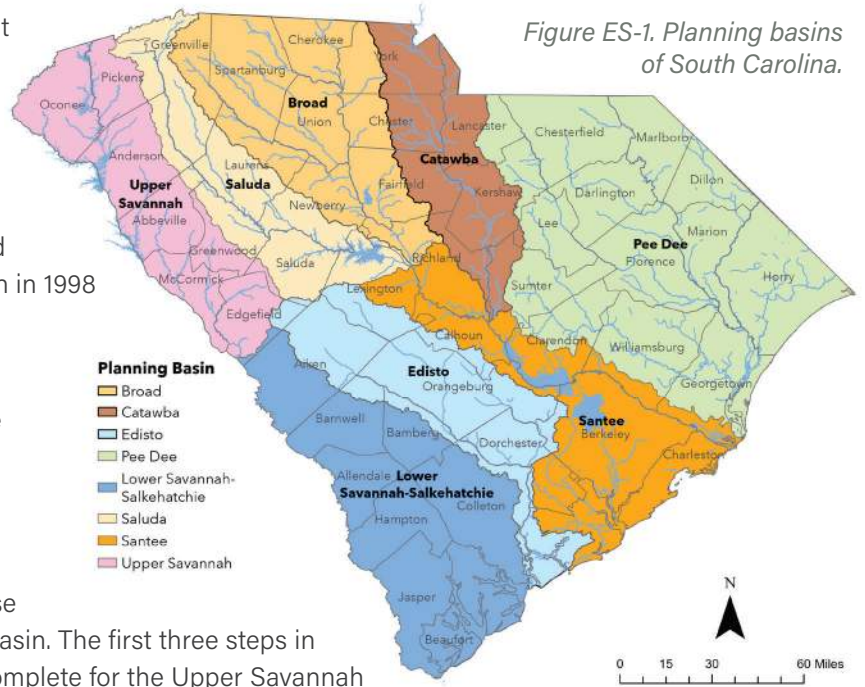 t
Figure ES-1. Planning basins
of South Carolina.
d
n in 1998
se
basin. The first three steps in
omplete for the Upper Savannah
Greenville
Cherokee
York
Pickens
Spartanburg
Oconee
Broad
Union
Chester
Lancaster
Chesterfield
Marlboro
Anderson
Laurens
Catawba
Dillon
Upper
Savannah
Saluda
Fairfield
Kershaw
Darlington
Abbeville
Newberry
Lee
Marion
Greenwood
Pee Dee
Florence
Saluda
Richland
McCormick
Sumter
Horry
Lexington
Edgefield
Calhoun
Clarendon
Williamsburg
Aiken
Edisto
Orangeburg
Georgetown
Santee
Berkeley
Barnwell
Bamberg
Dorchester
Charleston
Allendale
Lower
Savannah-Salkehatchie
Colleton
Hampton
Jasper
Beaufort
Planning Basin
Broad
Catawba
Edisto
Pee Dee
Lower Savannah-
Salkehatchie
Saluda
Santee
Upper Savannah
N
0 15 30 60 Miles